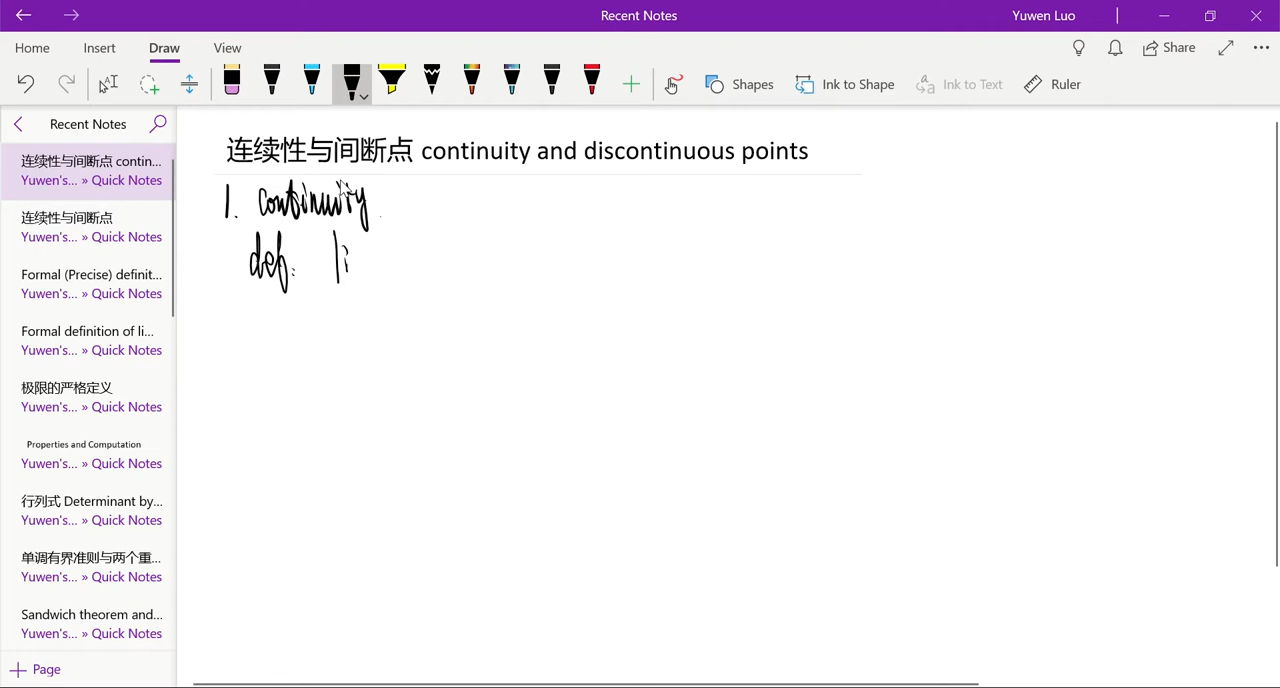 Recent Notes
Yuwen Luo
Home Insert Draw View
Share
Shapes Ink to Shape Ink to Text Ruler
Recent Notes
连续性与间断点 contin...
Yuwen's... » Quick Notes
连续性与间断点
Yuwen's... » Quick Notes
Formal (Precise) definit...
Yuwen's... » Quick Notes
Formal definition of li...
Yuwen's... » Quick Notes
极限的严格定义
Yuwen's... » Quick Notes
Properties and Computation
Yuwen's... » Quick Notes
行列式 Determinant by...
Yuwen's... » Quick Notes
单调有界准则与两个重...
Yuwen's... » Quick Notes
Sandwich theorem and...
Yuwen's... » Quick Notes
Page
连续性与间断点 continuity and discontinuous points
1. continuity.
def: li